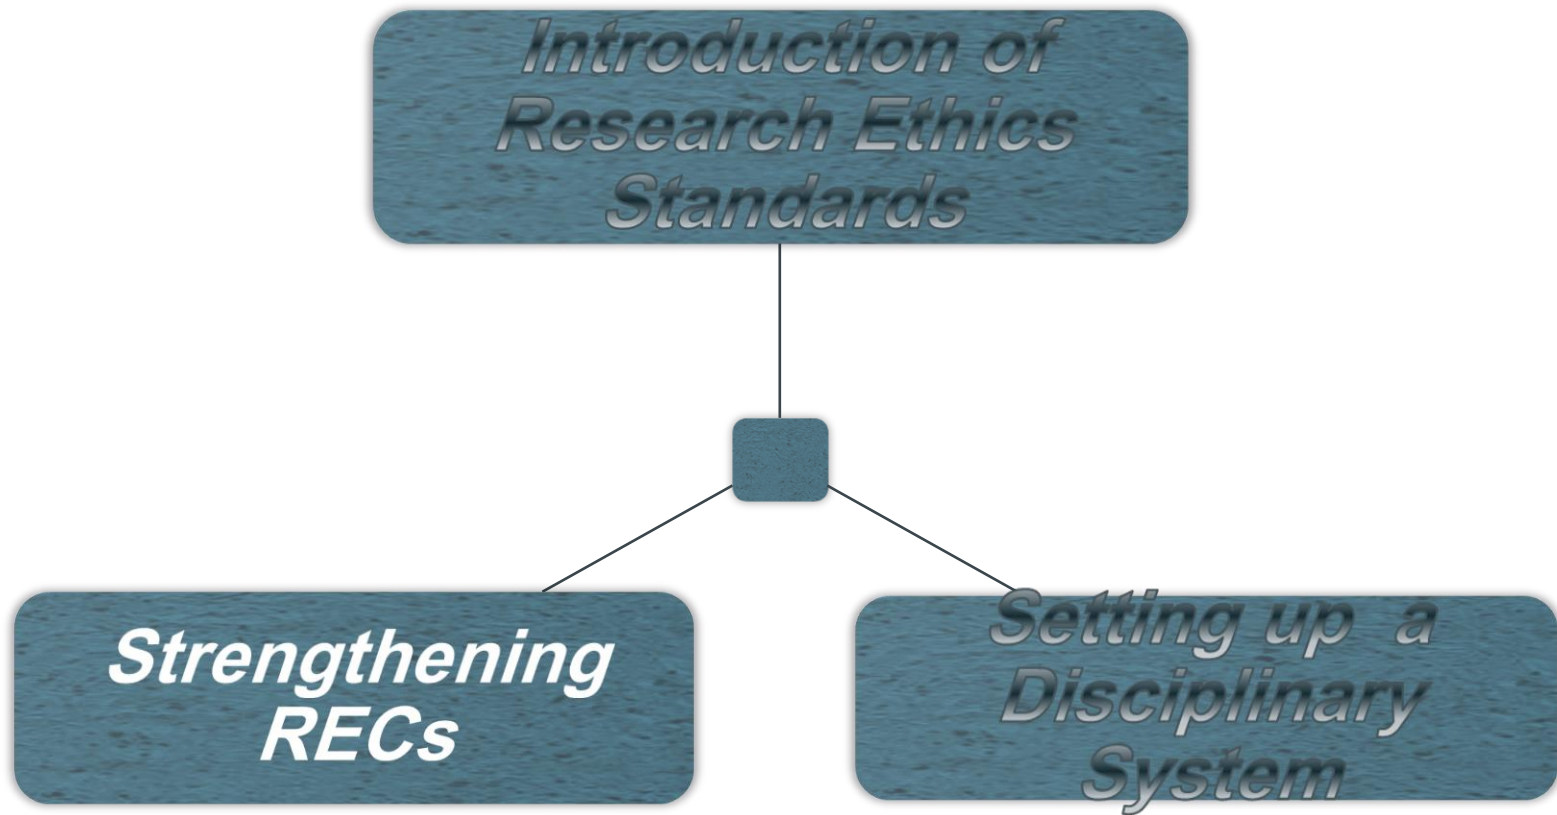 Introduction of
Research Ethics
Standards
Strengthening
RECs
Setting up a
Disciplinary
System